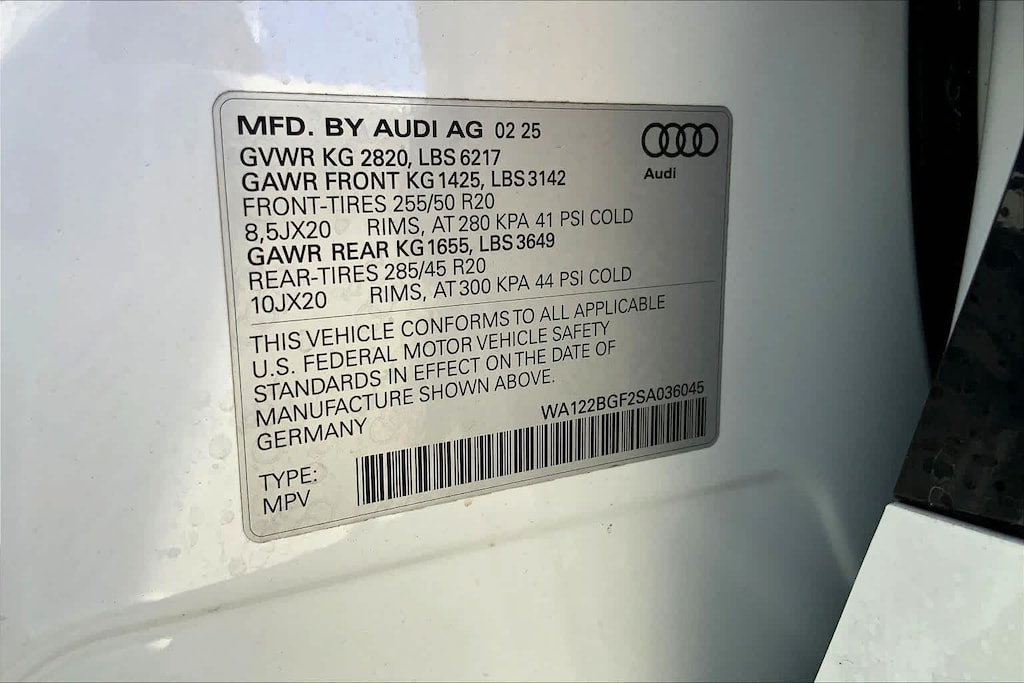 MFD. BY AUDI AG 02 25
GVWR KG 2820, LBS 6217
GAWR FRONT KG 1425, LBS 3142
FRONT-TIRES 255/50 R20
8,5JX20 RIMS, AT 280 KPA 41 PSI COLD
GAWR REAR KG 1655, LBS 3649
REAR-TIRES 285/45 R20
10JX20 RIMS, AT 300 KPA 44 PSI COLD
Audi
THIS VEHICLE CONFORMS TO ALL APPLICABLE
U.S. FEDERAL MOTOR VEHICLE SAFETY
STANDARDS IN EFFECT ON THE DATE OF
MANUFACTURE SHOWN ABOVE.
GERMANY
WA122BGF2SA036045
TYPE:
MPV